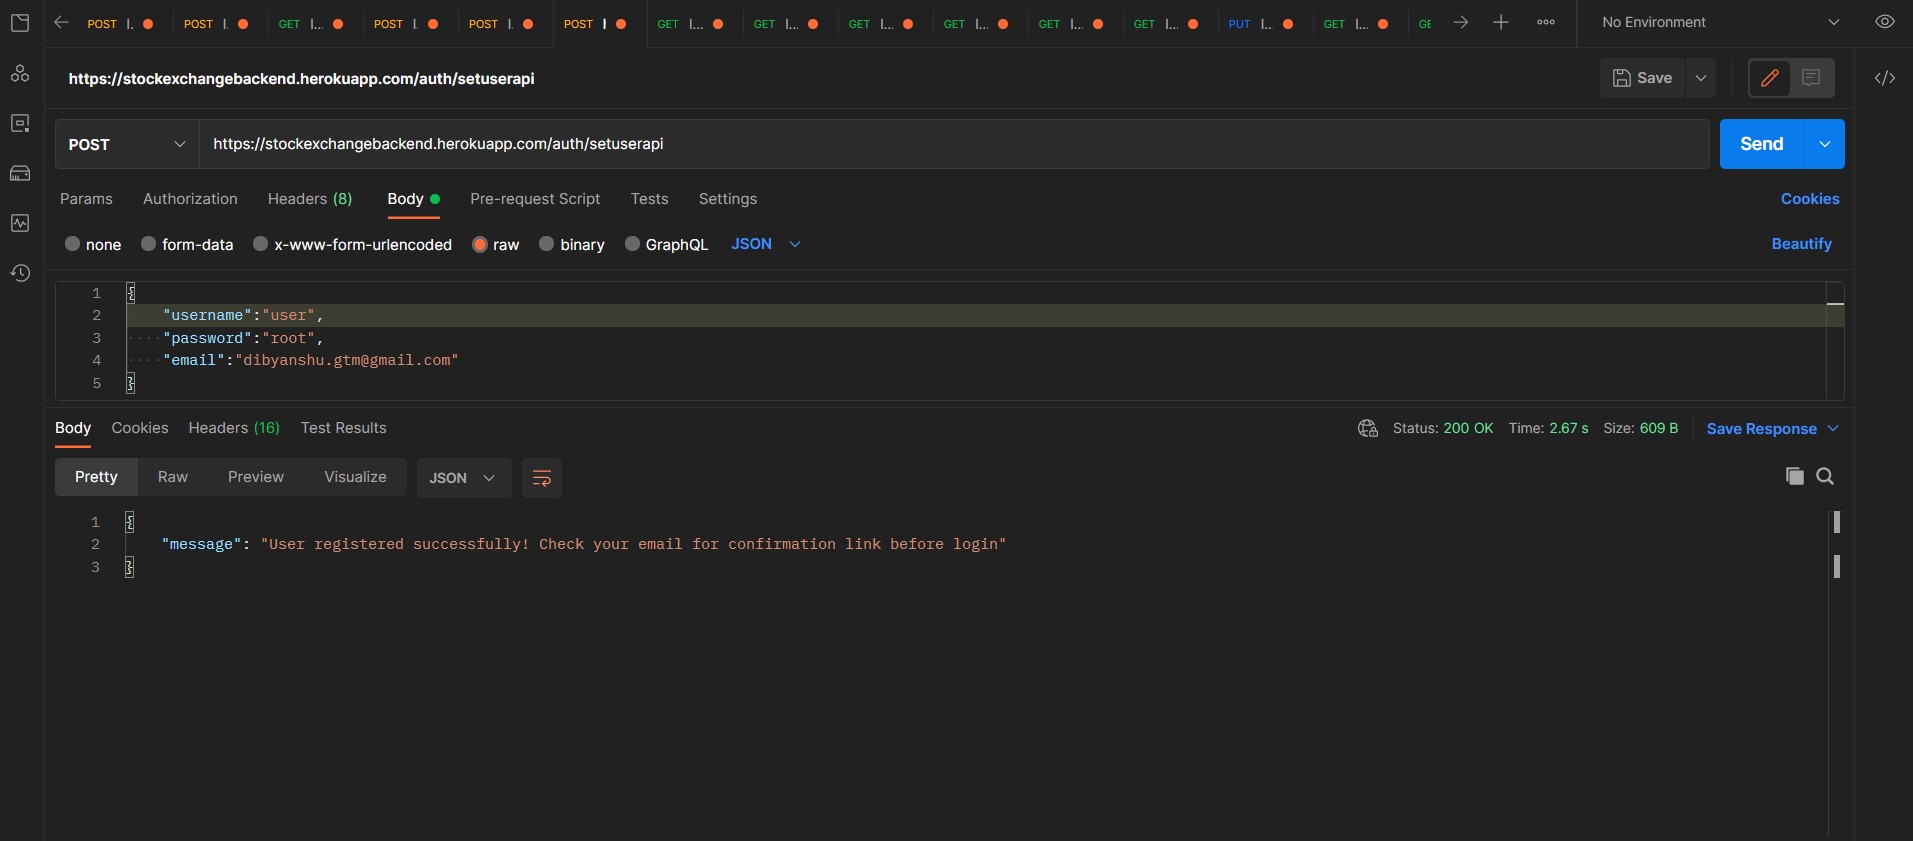 POST l. POST l. GET l... POST l. POST l. POST GET l... GET l... GET l... GET l... GET l... GET l... PUT l... GET l... GE No Environment
https://stockexchangebackend.herokuapp.com/auth/setuserapi Save
POST https://stockexchangebackend.herokuapp.com/auth/setuserapi Send
Params Authorization Headers (8) Body Pre-request Script Tests Settings Cookies
none form-data x-www-form-urlencoded raw binary GraphQL JSON Beautify
1 {
2 "username":"user",
3 "password":"root",
4 "email":"dibyanshu.gtm@gmail.com"
5 }
Body Cookies Headers (16) Test Results Status: 200 OK Time: 2.67 s Size: 609 B Save Response
Pretty Raw Preview Visualize JSON
1 {
2 "message": "User registered successfully! Check your email for confirmation link before login"
3 }